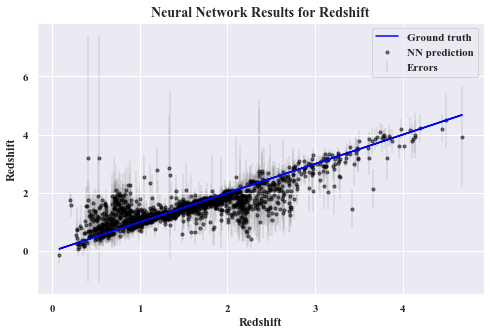 Neural Network Results for Redshift
Ground truth
NN prediction
Errors
Redshift
6
4
2
0
0 1 2 3 4
Redshift